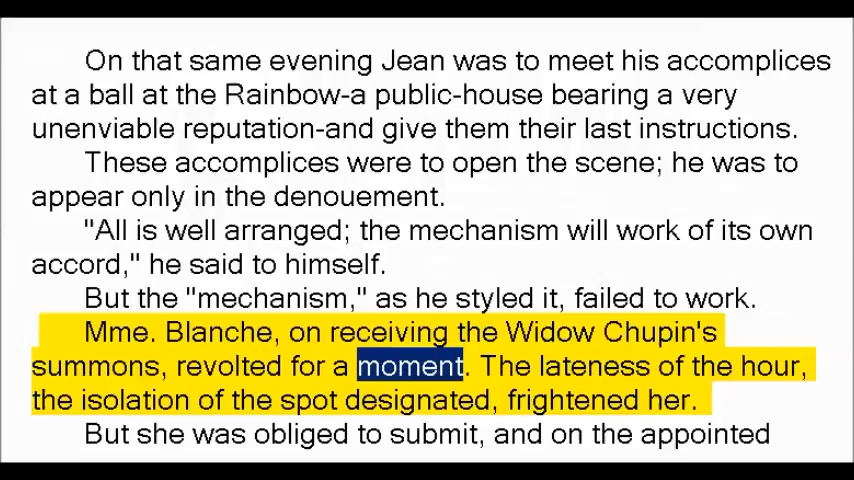 On that same evening Jean was to meet his accomplices
at a ball at the Rainbow-a public-house bearing a very
unenviable reputation-and give them their last instructions.
These accomplices were to open the scene; he was to
appear only in the denouement.
"All is well arranged; the mechanism will work of its own
accord," he said to himself.
But the "mechanism," as he styled it, failed to work.
Mme. Blanche, on receiving the Widow Chupin's
summons, revolted for a moment. The lateness of the hour,
the isolation of the spot designated, frightened her.
But she was obliged to submit, and on the appointed